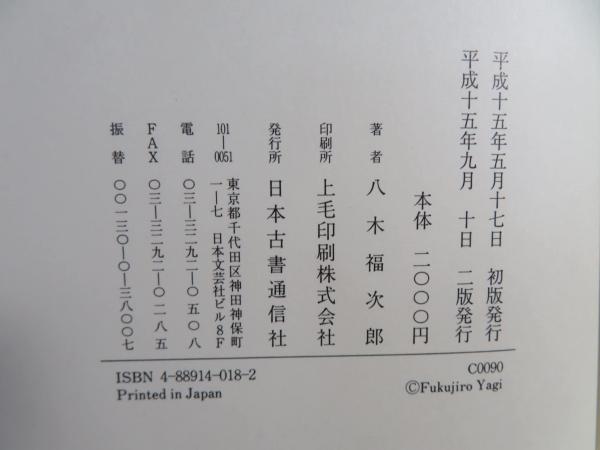 平成十五年五月十七日 初版発行
平成十五年九月 十日 二版発行
本体 二〇〇〇円
著者 八木福次郎
印刷所 上毛印刷株式会社
発行所 日本古書通信社
101―0051 東京都千代田区神田神保町
一―七 日本文芸社ビル8F
電話 〇三―三二九二―〇五〇八
FAX 〇三―三二九二―〇二八五
振替 〇〇一三〇―〇―三八〇〇七
C0090
ISBN 4-88914-018-2
©Fukujiro Yagi
Printed in Japan